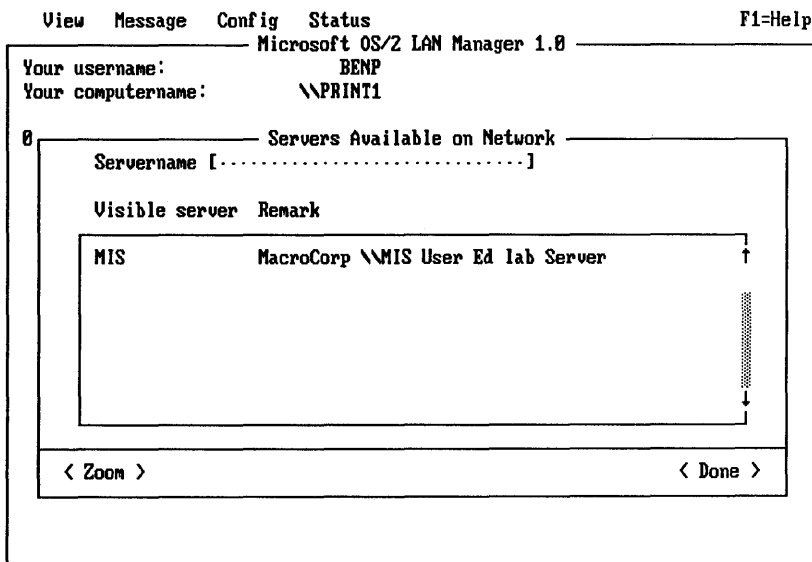 View Message Config Status F1=Help
Microsoft OS/2 LAN Manager 1.0
Your username: BENP
Your computername: \\PRINT1
0
Servers Available on Network
Servername [..............................]
Visible server Remark
MIS MacroCorp \\MIS User Ed lab Server
< Zoom > < Done >